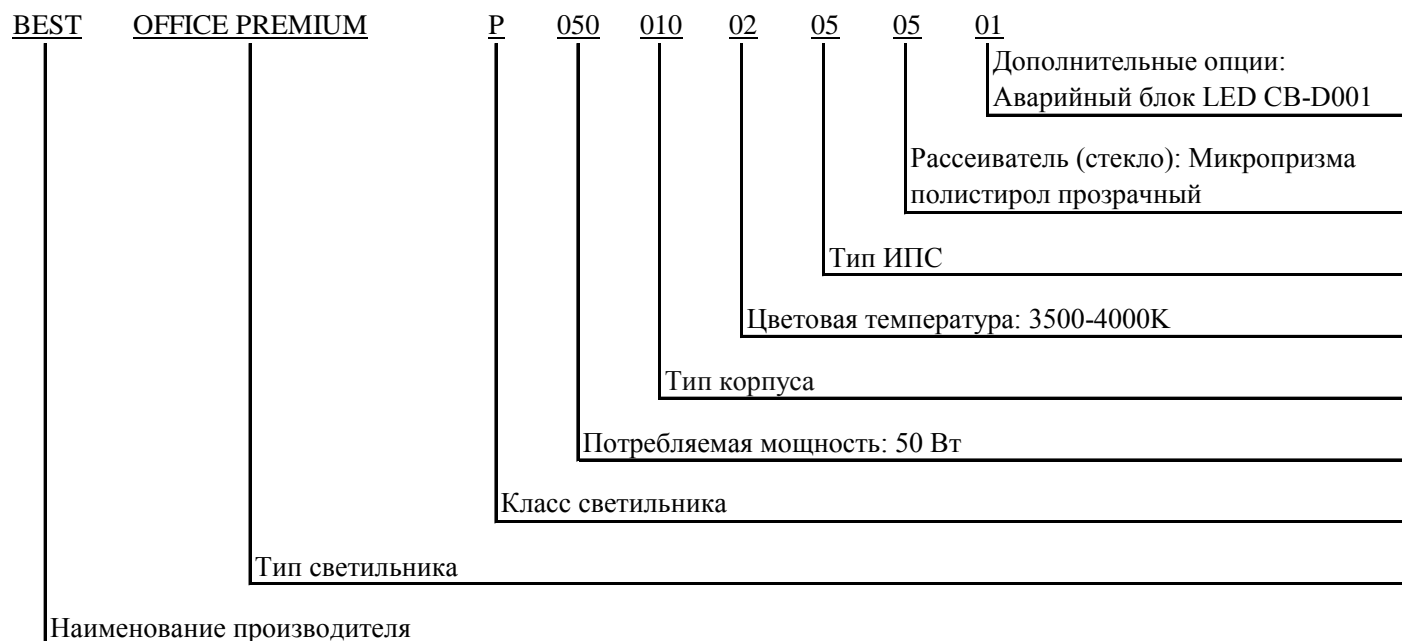 BEST OFFICE PREMIUM P 050 010 02 05 05 01
Дополнительные опции:
Аварийный блок LED CB-D001
Рассеиватель (стекло): Микропризма
полистирол прозрачный
Тип ИПС
Цветовая температура: 3500-4000К
Тип корпуса
Потребляемая мощность: 50 Вт
Класс светильника
Тип светильника
Наименование производителя